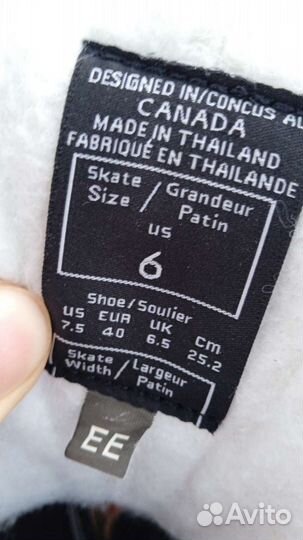 DESIGNED IN/CONCUS AU
CANADA
MADE IN THAILAND
FABRIQUÉ EN THAILANDE
Skate / Grandeur
Size / Patin
US
6
Shoe/Soulier
US EUR UK Cm
7.5 40 6.5 25.2
Skate / Largeur
Width / Patin
EE
Avito